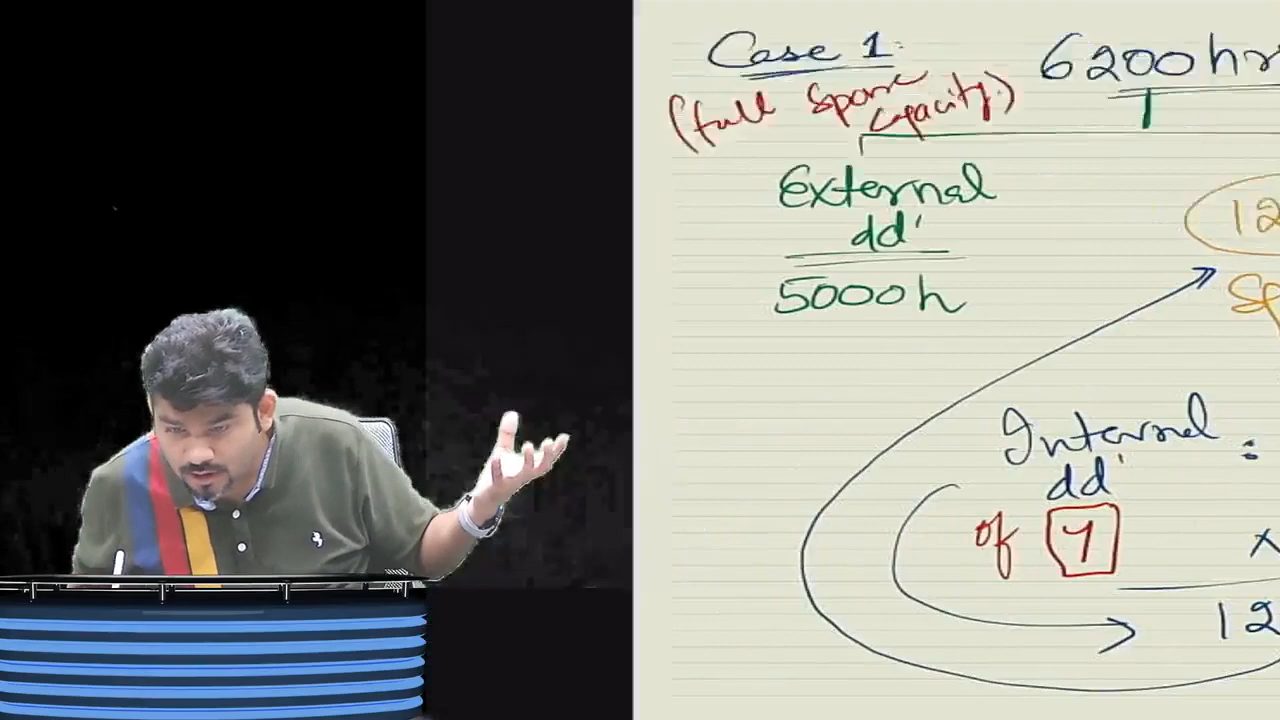 Case 1:
6200 hr
(full Spare
capacity.)
External
dd'
5000 h
12
Sp
Internal :
dd'
of Y
x
12